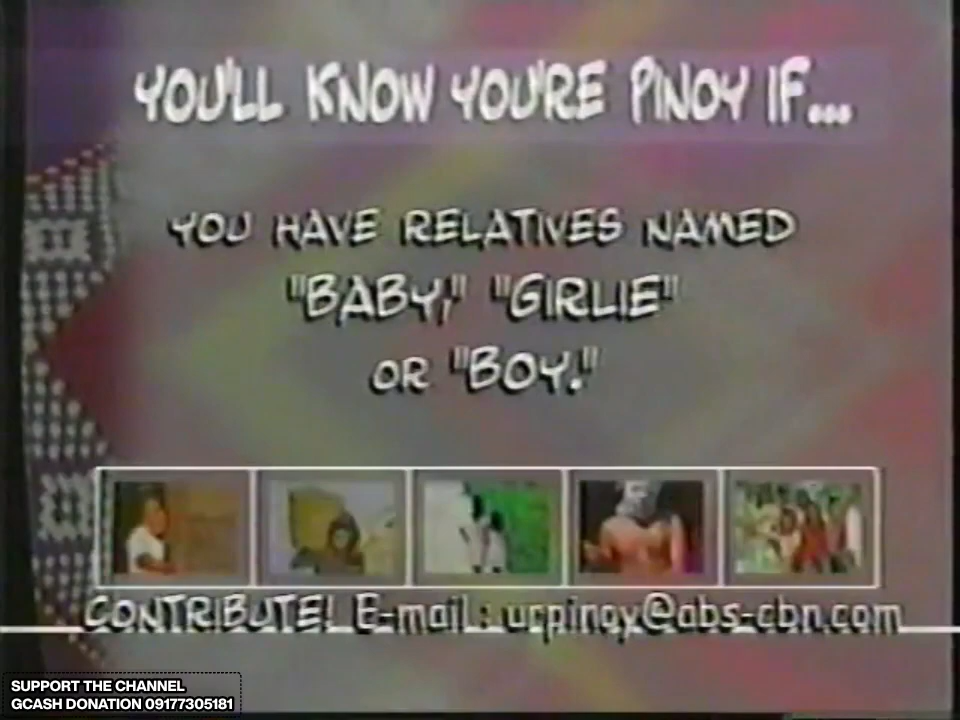 YOU'LL KNOW YOU'RE PINOY IF...
YOU HAVE RELATIVES NAMED
"BABY," "GIRLIE"
OR "BOY."
CONTRIBUTE! E-mail: urpinoy@abs-cbn.com
SUPPORT THE CHANNEL
GCASH DONATION 09177305181